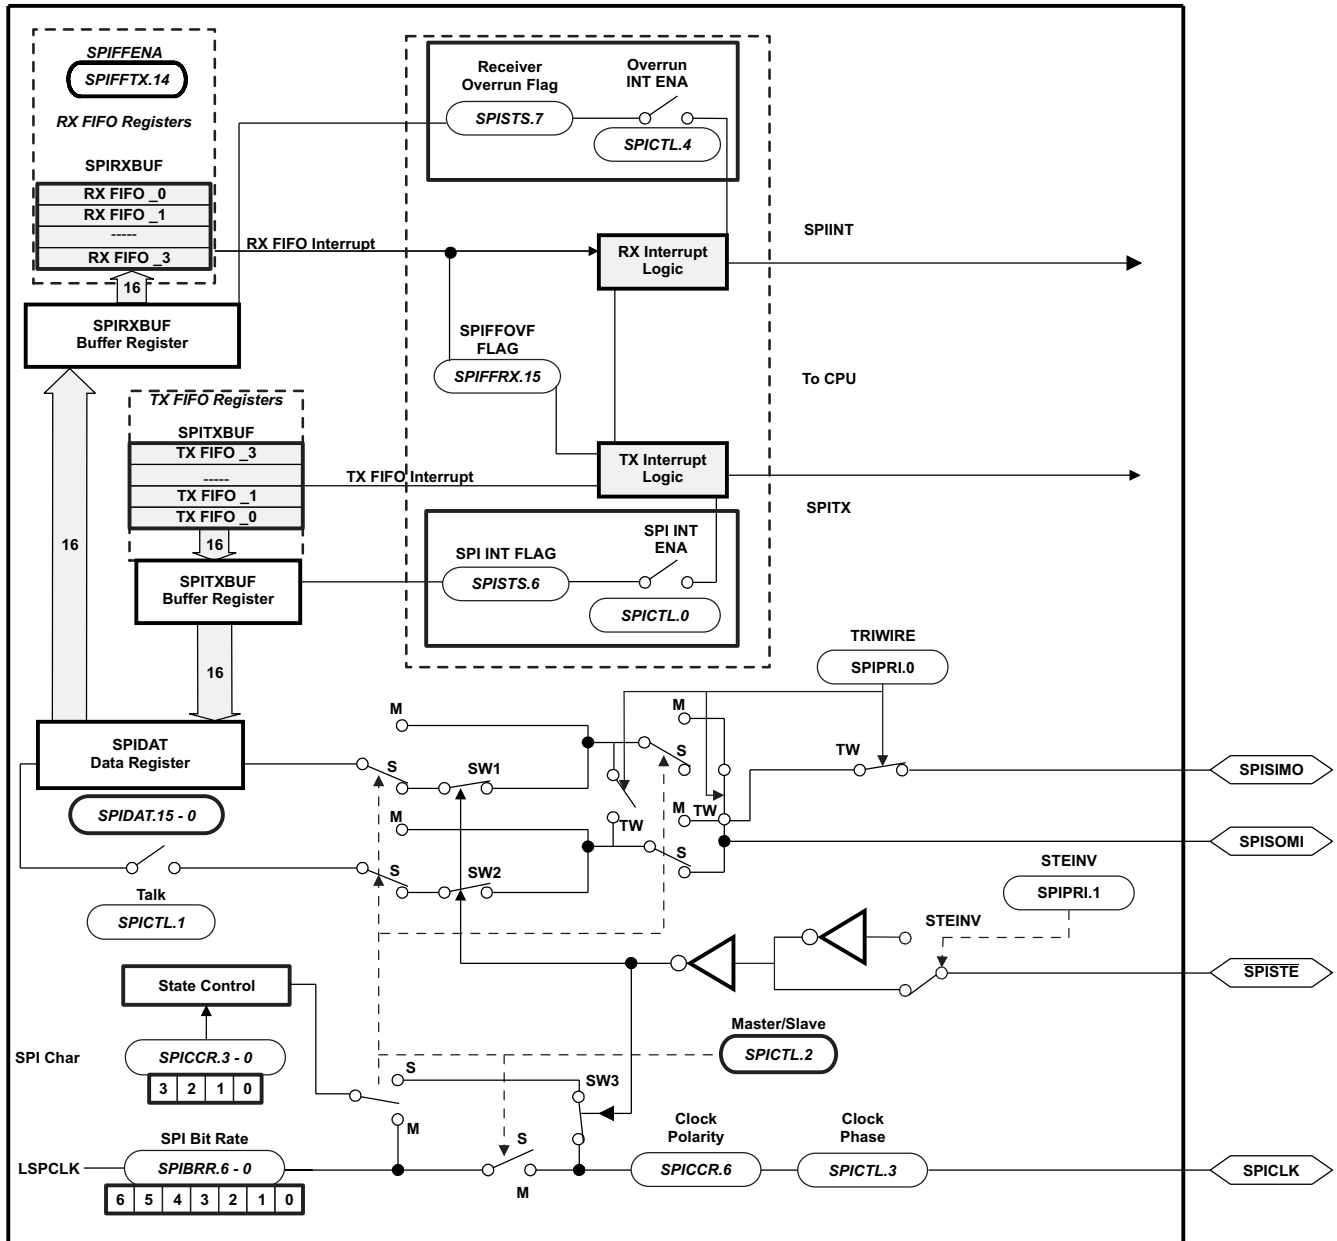 SPIFFENA
SPIFFTX.14
RX FIFO Registers
SPIRXBUF
RX FIFO _0
RX FIFO _1
-----
RX FIFO _3
16
SPIRXBUF
Buffer Register
Receiver
Overrun Flag
SPISTS.7
Overrun
INT ENA
SPICTL.4
RX FIFO Interrupt
RX Interrupt
Logic
SPIINT
SPIFFOVF
FLAG
SPIFFRX.15
To CPU
TX FIFO Registers
SPITXBUF
TX FIFO _3
-----
TX FIFO _1
TX FIFO _0
16
16
TX FIFO Interrupt
TX Interrupt
Logic
SPITX
SPITXBUF
Buffer Register
SPI INT FLAG
SPISTS.6
SPI INT
ENA
SPICTL.0
16
TRIWIRE
SPIPRI.0
SPIDAT
Data Register
SPIDAT.15 - 0
M
S
SW1
M
S
SW2
M
S
TW
M
TW
S
TW
SPISIMO
SPISOMI
Talk
SPICTL.1
STEINV
SPIPRI.1
STEINV
SPISTE
State Control
SPI Char
SPICCR.3 - 0
3 2 1 0
Master/Slave
SPICTL.2
S
M
SW3
SPI Bit Rate
LSPCLK
SPIBRR.6 - 0
6 5 4 3 2 1 0
S
M
Clock
Polarity
SPICCR.6
Clock
Phase
SPICTL.3
SPICLK